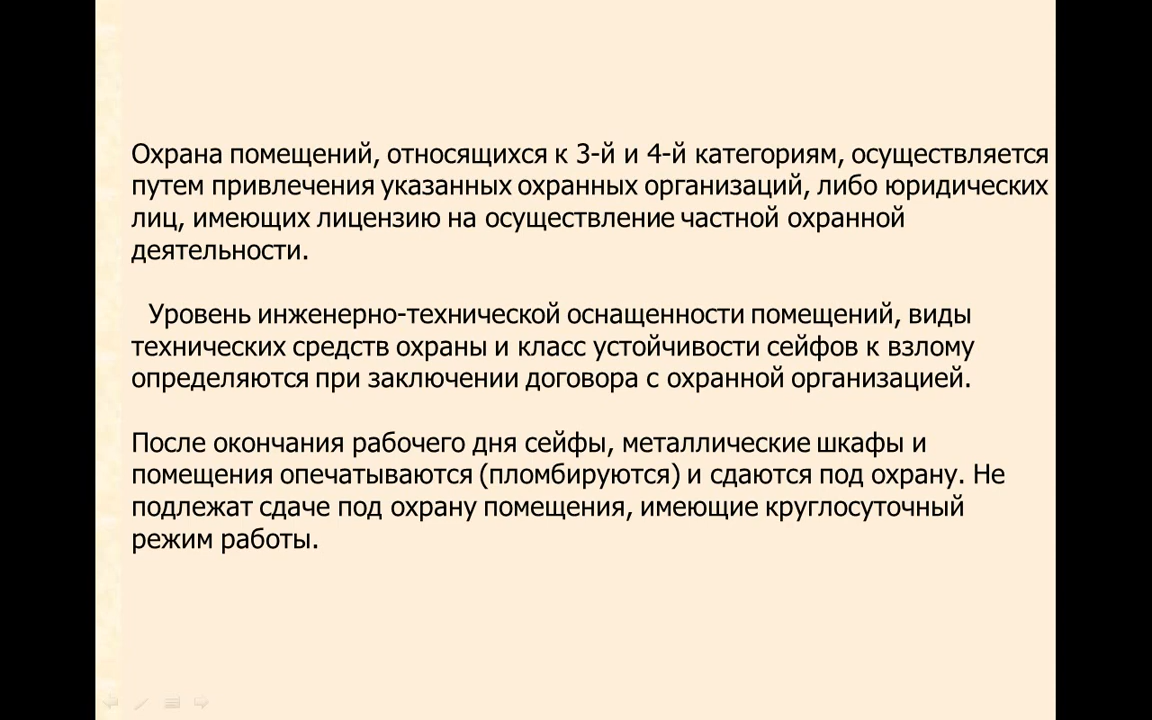 Охрана помещений, относящихся к 3-й и 4-й категориям, осуществляется
путем привлечения указанных охранных организаций, либо юридических
лиц, имеющих лицензию на осуществление частной охранной
деятельности.
Уровень инженерно-технической оснащенности помещений, виды
технических средств охраны и класс устойчивости сейфов к взлому
определяются при заключении договора с охранной организацией.
После окончания рабочего дня сейфы, металлические шкафы и
помещения опечатываются (пломбируются) и сдаются под охрану. Не
подлежат сдаче под охрану помещения, имеющие круглосуточный
режим работы.